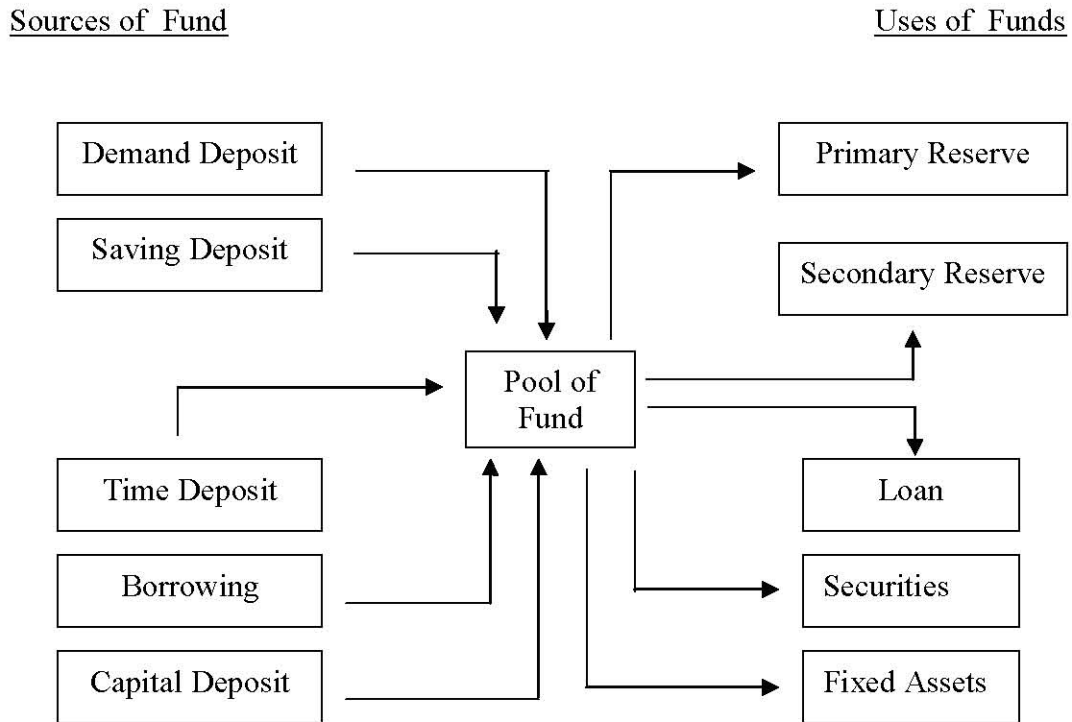 Sources of Fund
Uses of Funds
Demand Deposit
Primary Reserve
Saving Deposit
Secondary Reserve
Pool of
Fund
Time Deposit
Loan
Borrowing
Securities
Capital Deposit
Fixed Assets